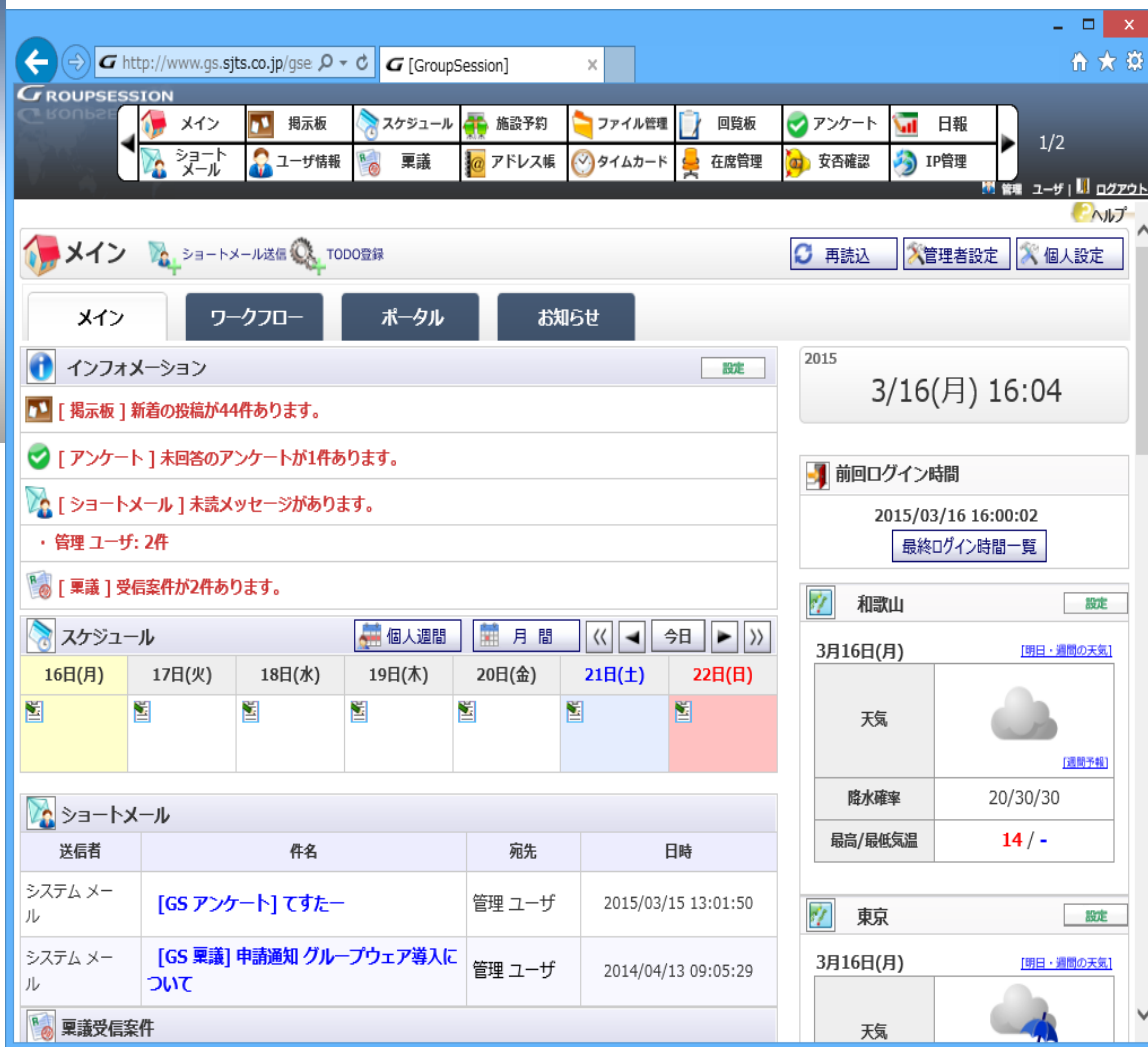 http://www.gs.sjts.co.jp/gse
[GroupSession]
GROUPSESSION
メイン 掲示板 スケジュール 施設予約 ファイル管理 回覧板 アンケート 日報
1/2
ショートメール ユーザ情報 稟議 アドレス帳 タイムカード 在席管理 安否確認 IP管理
管理 ユーザ | ログアウト
ヘルプ
メイン ショートメール送信 TODO登録 再読込 管理者設定 個人設定
メイン ワークフロー ポータル お知らせ
インフォメーション 設定
[ 掲示板 ] 新着の投稿が44件あります。
[ アンケート ] 未回答のアンケートが1件あります。
[ ショートメール ] 未読メッセージがあります。
・ 管理 ユーザ: 2件
[ 稟議 ] 受信案件が2件あります。
スケジュール 個人週間 月 間 今日
16日(月) 17日(火) 18日(水) 19日(木) 20日(金) 21日(土) 22日(日)
ショートメール
送信者 件名 宛先 日時
システム メー
ル
[GS アンケート] てすたー 管理 ユーザ 2015/03/15 13:01:50
システム メー
ル
[GS 稟議] 申請通知 グループウェア導入に
ついて
管理 ユーザ 2014/04/13 09:05:29
稟議受信案件
2015
3/16(月) 16:04
前回ログイン時間
2015/03/16 16:00:02
最終ログイン時間一覧
和歌山 設定
3月16日(月) [明日・週間の天気]
天気
[週間予報]
降水確率 20/30/30
最高/最低気温 14 / -
東京 設定
3月16日(月) [明日・週間の天気]
天気